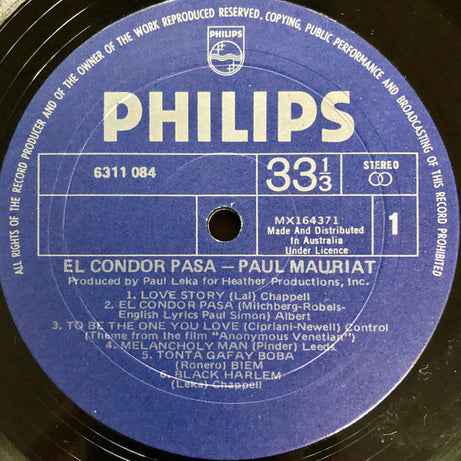 ALL RIGHTS OF THE RECORD PRODUCER AND OF THE OWNER OF THE WORK REPRODUCED RESERVED. COPYING, PUBLIC PERFORMANCE AND BROADCASTING OF THIS RECORD PROHIBITED
PHILIPS
PHILIPS
6311 084
33 1/3
STEREO
MX164371
Made And Distributed
In Australia
Under Licence
1
EL CONDOR PASA — PAUL MAURIAT
Produced by Paul Leka for Heather Productions, Inc.
1. LOVE STORY (Lai) Chappell
2. EL CONDOR PASA (Milchberg-Robels-
English Lyrics Paul Simon) Albert
3. TO BE THE ONE YOU LOVE (Cipriani-Newell) Control
(Theme from the film "Anonymous Venetian")
4. MELANCHOLY MAN (Pinder) Leeds
5. TONTA GAFAY BOBA
(Ronero) BIEM
6. BLACK HARLEM
(Leka) Chappell